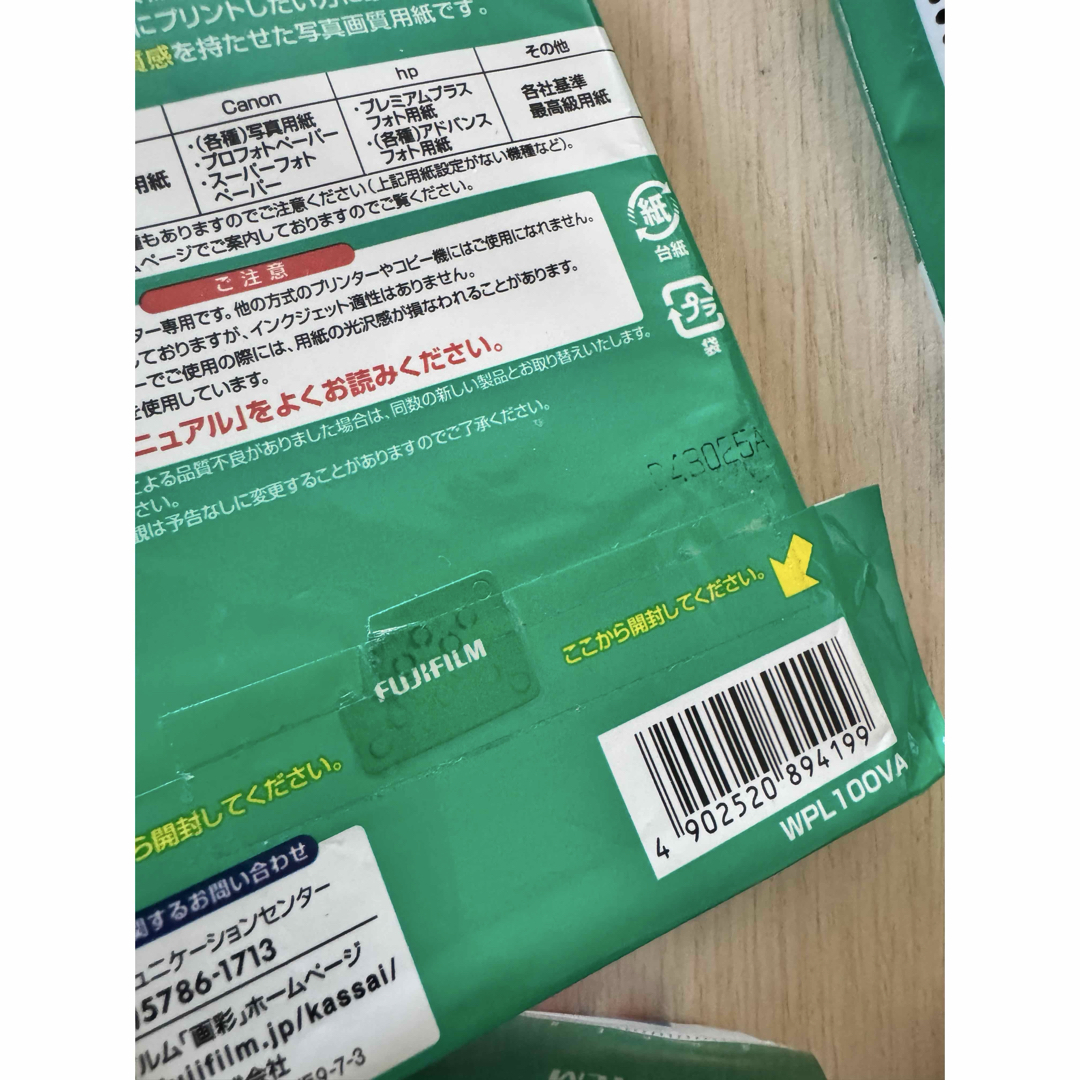 にプリントしたい方に
質感を持たせた写真画質用紙です。
Canon
hp
その他
用紙
・(各種)写真用紙
・プロフォトペーパー
・スーパーフォト
ペーパー
・プレミアムプラス
フォト用紙
・(各種)アドバンス
フォト用紙
各社基準
最高級用紙
もありますのでご注意ください(上記用紙設定がない機種など)。
ページでご案内しておりますのでご覧ください。
ご注意
ター専用です。他の方式のプリンターやコピー機にはご使用になれません。
ておりますが、インクジェット適性はありません。
ーでご使用の際には、用紙の光沢感が損なわれることがあります。
を使用しています。
ニュアル」をよくお読みください。
よる品質不良がありました場合は、同数の新しい製品とお取り替えいたします。
さい。
観は予告なしに変更することがありますのでご了承ください。
紙
台紙
プラ
袋
43025A
FUJIFILM
ここから開封してください。
ら開封してください。
4 902520 894199
WPL100VA
関するお問い合わせ
ュニケーションセンター
5786-1713
ルム「画彩」ホームページ
fujifilm.jp/kassai/
式会社
59-7-3